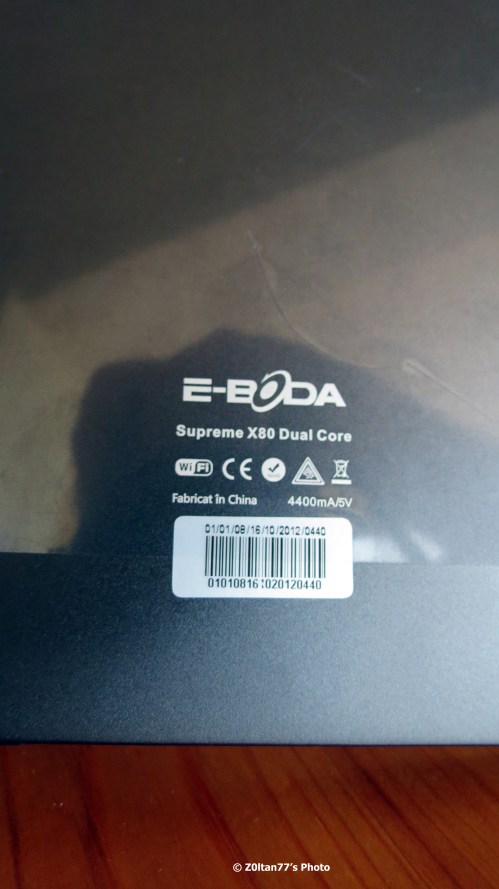 E-BODA
Supreme X80 Dual Core
WiFi CE
Fabricat în China 4400mA/5V
01/01/08/16/10/2012/0440
010108161020120440
© Z0ltan77's Photo